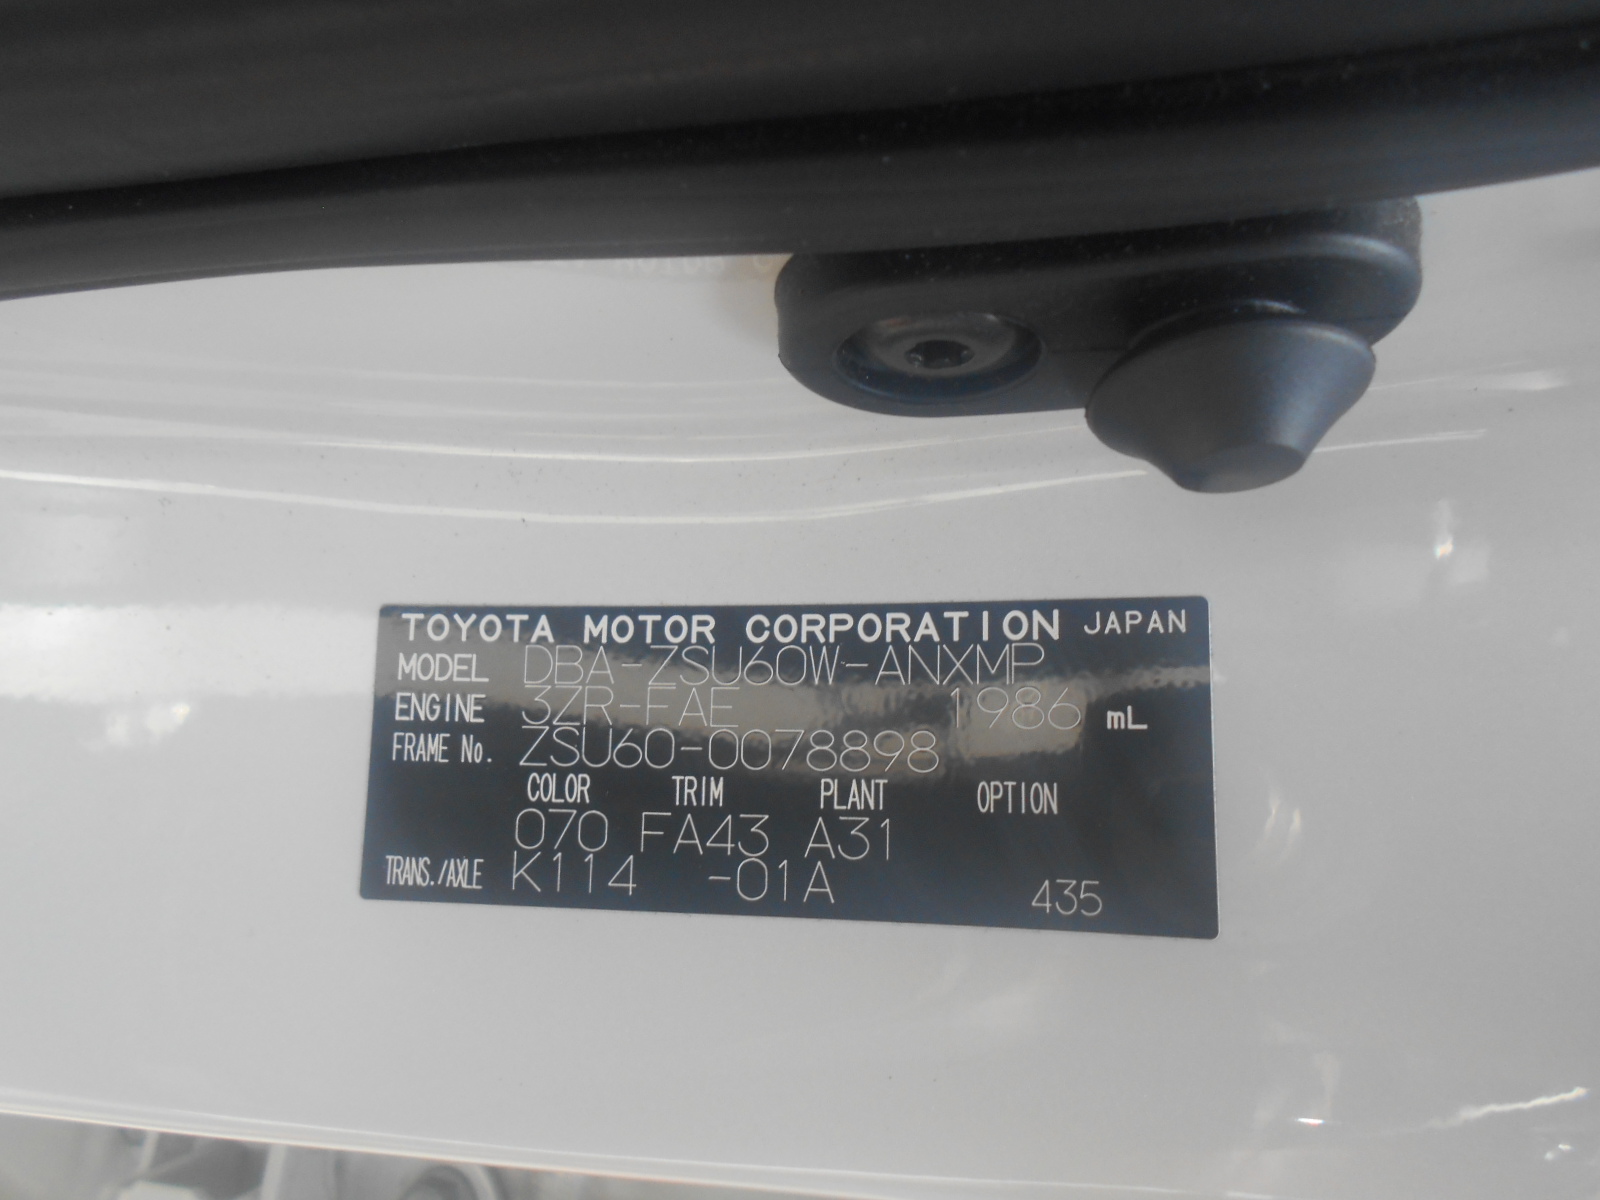 TOYOTA MOTOR CORPORATION JAPAN
MODEL DBA-ZSU60W-ANXMP
ENGINE 3ZR-FAE 1986 mL
FRAME No. ZSU60-0078898
COLOR TRIM PLANT OPTION
070 FA43 A31
TRANS./AXLE K114 -01A 435